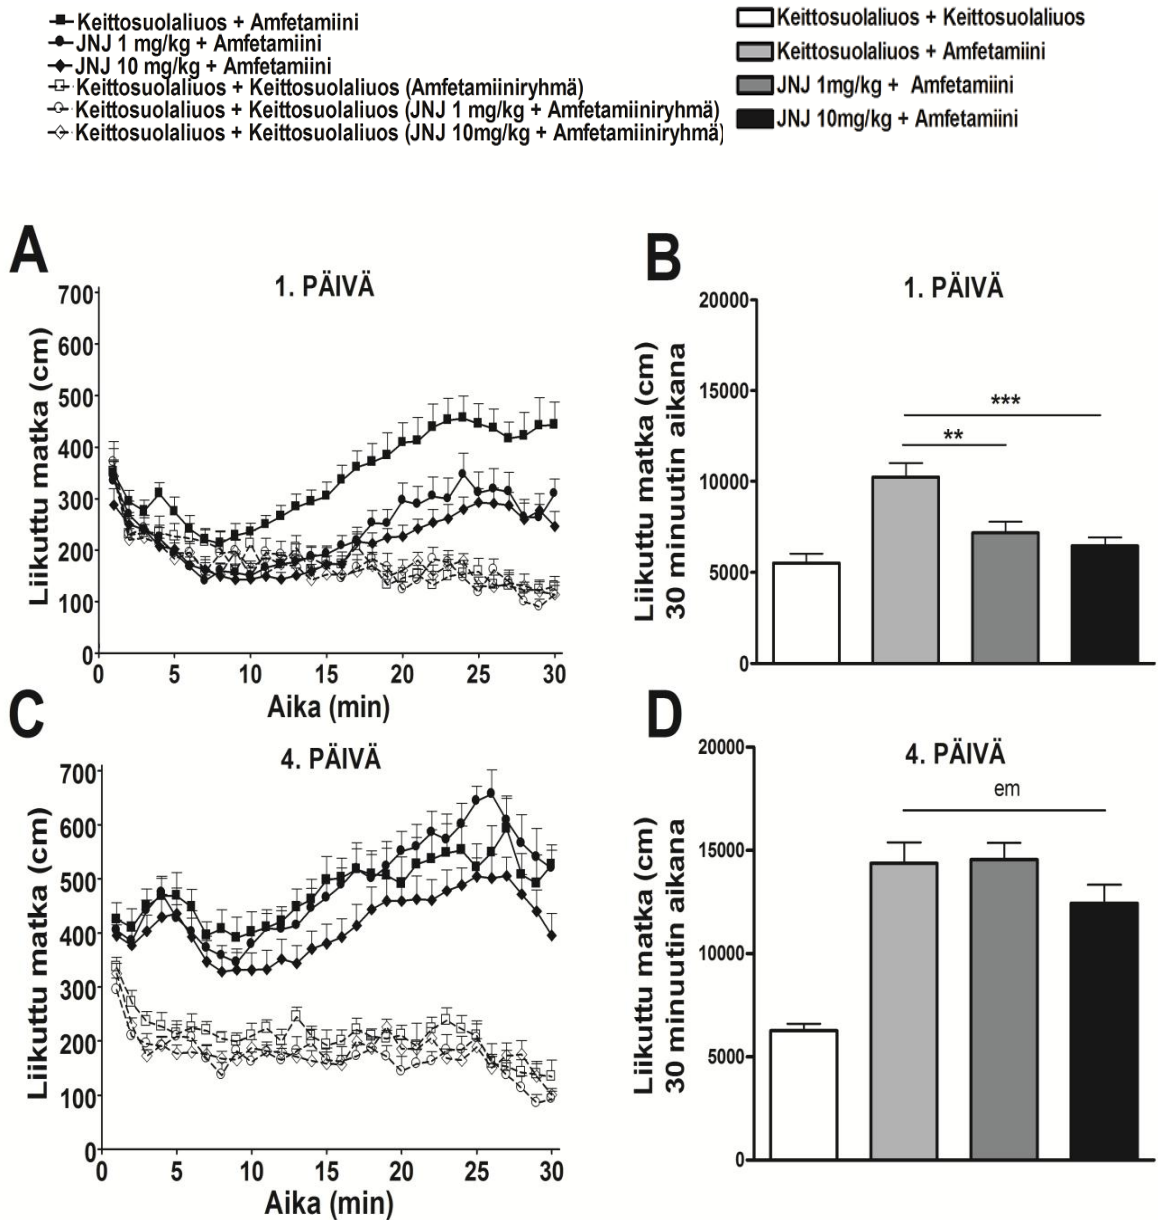 Keittosuolaliuos + Amfetamiini
JNJ 1 mg/kg + Amfetamiini
JNJ 10 mg/kg + Amfetamiini
Keittosuolaliuos + Keittosuolaliuos (Amfetamiiniryhmä)
Keittosuolaliuos + Keittosuolaliuos (JNJ 1 mg/kg + Amfetamiiniryhmä)
Keittosuolaliuos + Keittosuolaliuos (JNJ 10mg/kg + Amfetamiiniryhmä)
Keittosuolaliuos + Keittosuolaliuos
Keittosuolaliuos + Amfetamiini
JNJ 1mg/kg + Amfetamiini
JNJ 10mg/kg + Amfetamiini
A
1. PÄIVÄ
Liikuttu matka (cm)
700
600
500
400
300
200
100
0
0 5 10 15 20 25 30
Aika (min)
B
1. PÄIVÄ
Liikuttu matka (cm)
30 minuutin aikana
20000
15000
10000
5000
0
***
**
C
4. PÄIVÄ
Liikuttu matka (cm)
700
600
500
400
300
200
100
0
0 5 10 15 20 25 30
Aika (min)
D
4. PÄIVÄ
Liikuttu matka (cm)
30 minuutin aikana
20000
15000
10000
5000
0
em